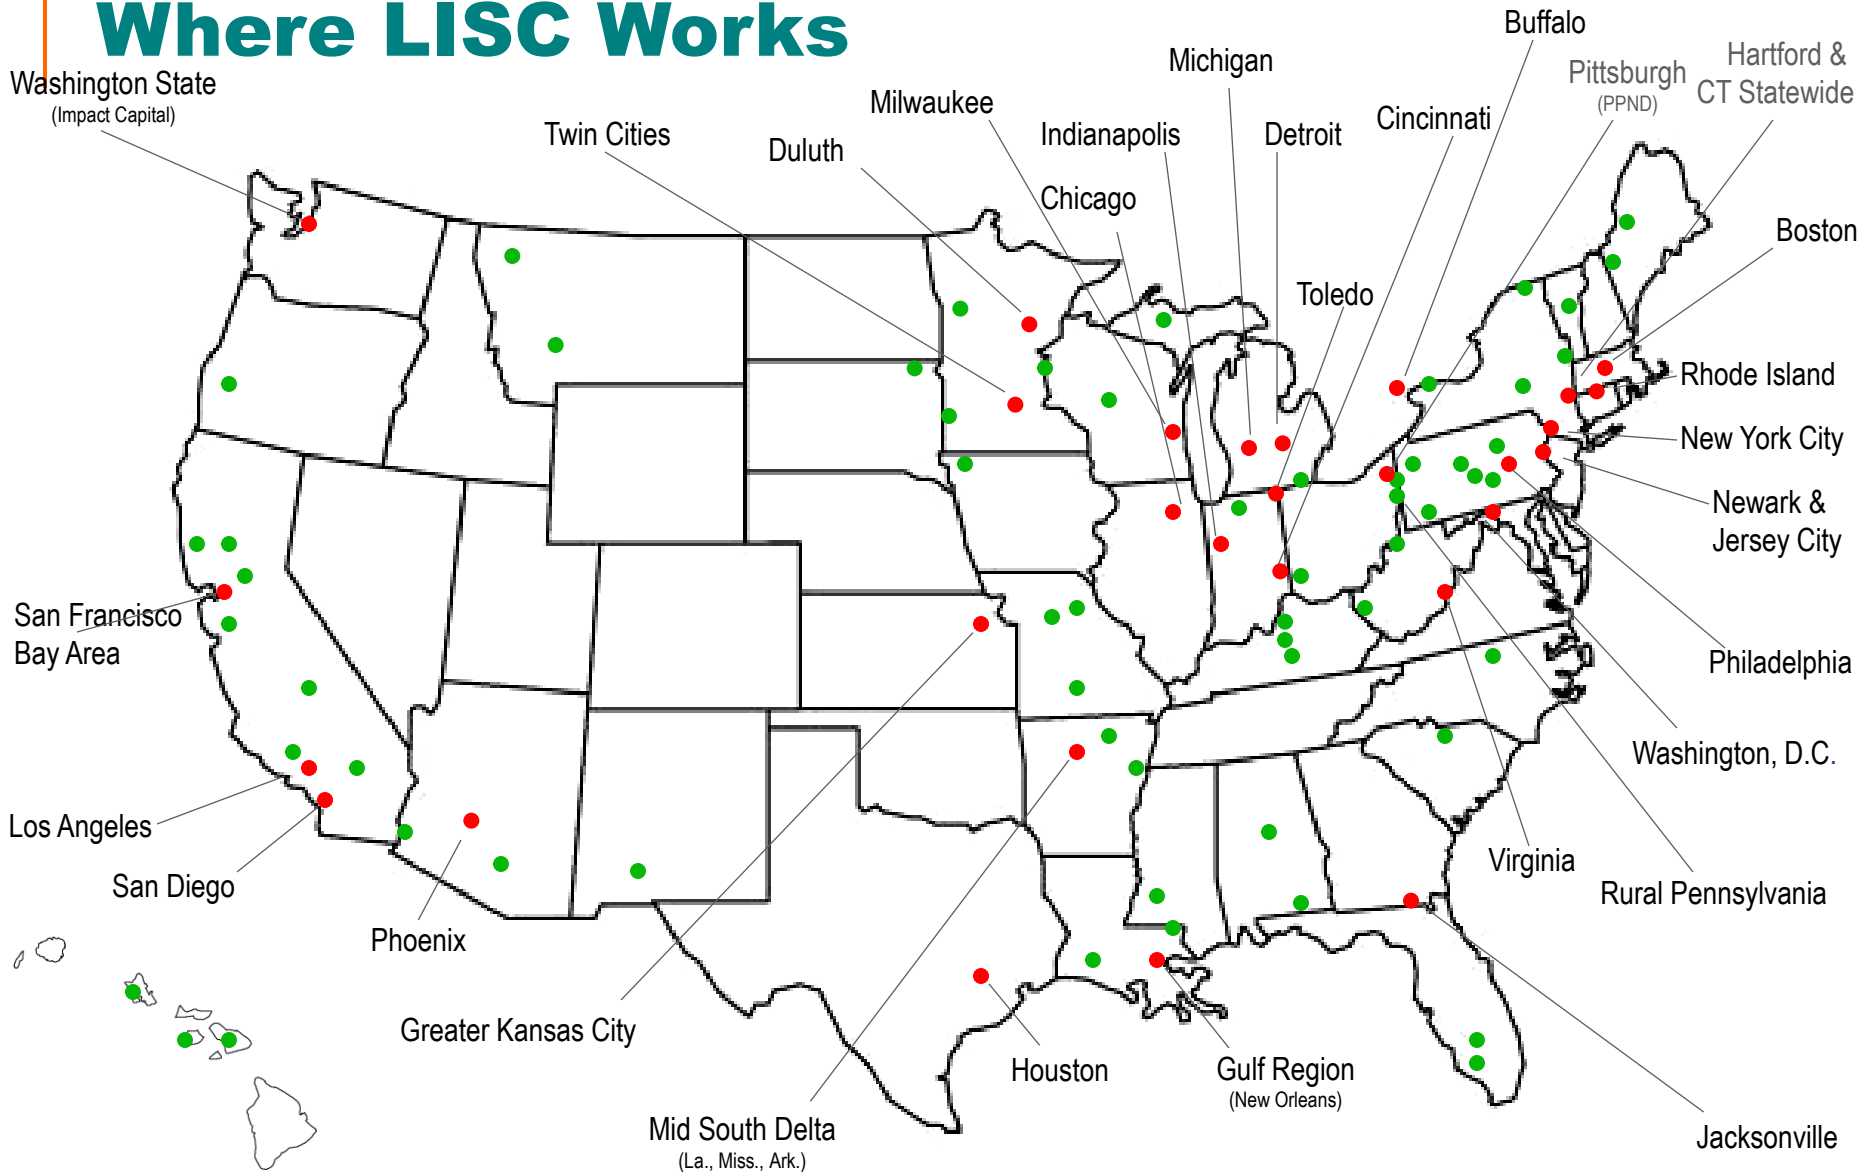 Where LISC Works
Washington State
(Impact Capital)
Twin Cities
Duluth
Milwaukee
Indianapolis
Chicago
Michigan
Detroit
Toledo
Cincinnati
Buffalo
Pittsburgh
(PPND)
Hartford &
CT Statewide
Boston
Rhode Island
New York City
Newark &
Jersey City
Philadelphia
Washington, D.C.
Virginia
Rural Pennsylvania
San Francisco
Bay Area
Los Angeles
San Diego
Phoenix
Greater Kansas City
Mid South Delta
(La., Miss., Ark.)
Houston
Gulf Region
(New Orleans)
Jacksonville